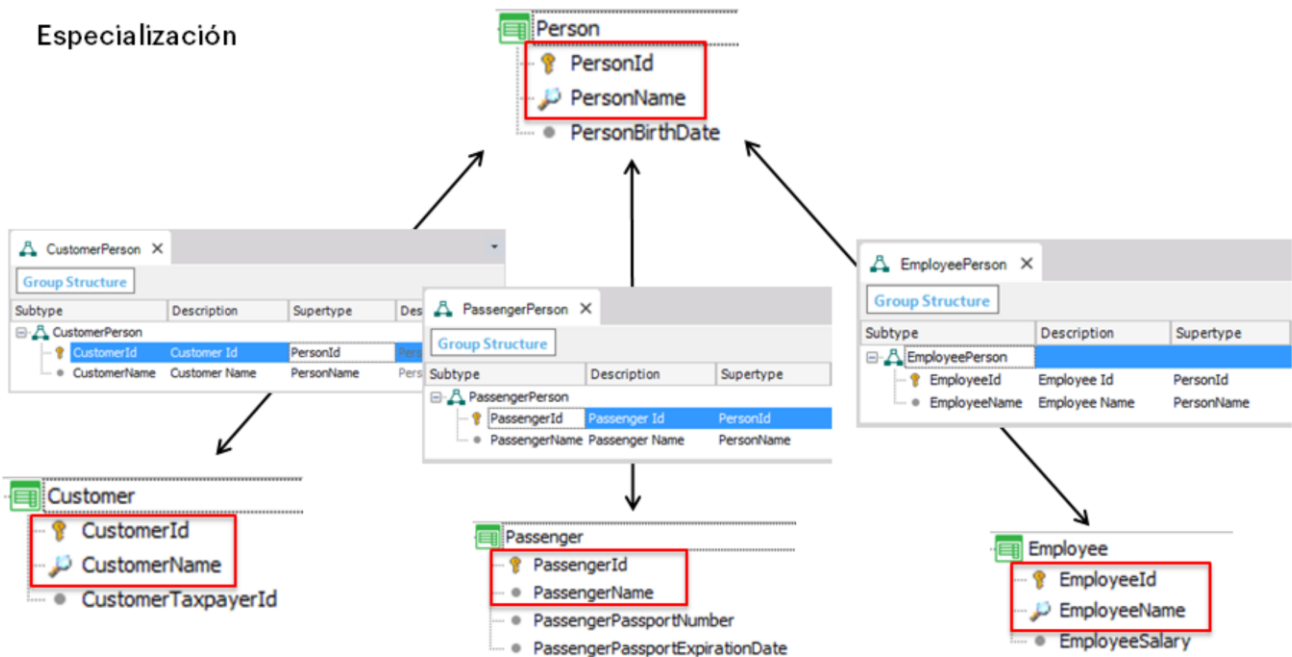 Especialización
Person
PersonId
PersonName
PersonBirthDate
CustomerPerson
Group Structure
Subtype Description Supertype Des
CustomerPerson
CustomerId Customer Id PersonId Pers
CustomerName Customer Name PersonName Pers
PassengerPerson
Group Structure
Subtype Description Supertype
PassengerPerson
PassengerId Passenger Id PersonId
PassengerName Passenger Name PersonName
EmployeePerson
Group Structure
Subtype Description Supertype
EmployeePerson
EmployeeId Employee Id PersonId
EmployeeName Employee Name PersonName
Customer
CustomerId
CustomerName
CustomerTaxpayerId
Passenger
PassengerId
PassengerName
PassengerPassportNumber
PassengerPassportExpirationDate
Employee
EmployeeId
EmployeeName
EmployeeSalary